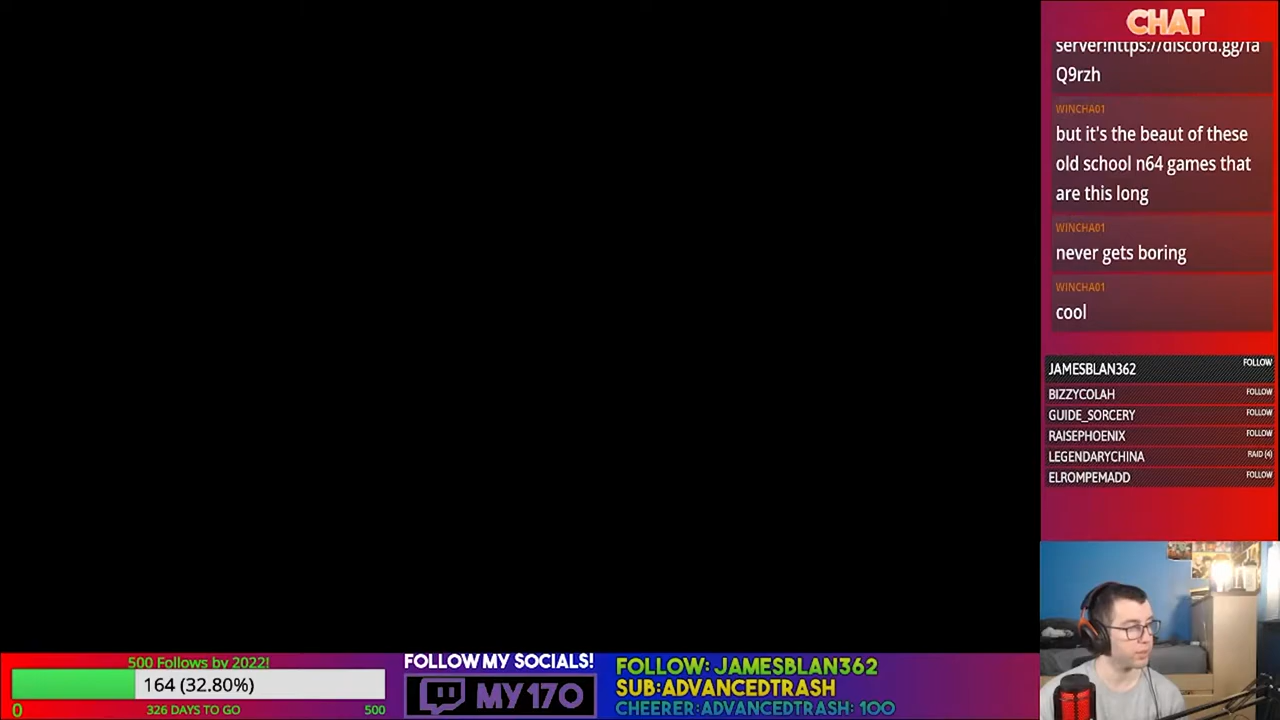 CHAT
server!https://discord.gg/fa
Q9rzh
WINCHA01
but it's the beaut of these
old school n64 games that
are this long
WINCHA01
never gets boring
WINCHA01
cool
JAMESBLAN362 FOLLOW
BIZZYCOLAH FOLLOW
GUIDE_SORCERY FOLLOW
RAISEPHOENIX FOLLOW
LEGENDARYCHINA RAID (4)
ELROMPEMADD FOLLOW
500 Follows by 2022!
164 (32.80%)
0 326 DAYS TO GO 500
FOLLOW MY SOCIALS!
MY170
FOLLOW: JAMESBLAN362
SUB:ADVANCEDTRASH
CHEERER:ADVANCEDTRASH: 100